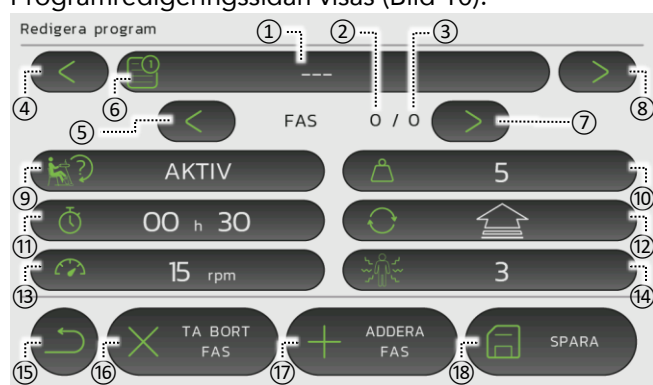 Programredigeringssidan visas (Bild 10).
Redigera program
① ② ③
---
④ ⑥ ⑧
⑤ FAS 0 / 0 ⑦
AKTIV 5
⑨ ⑩
00 h 30
⑪ ⑫
15 rpm 3
⑬ ⑭
TA BORT FAS
ADDERA FAS
SPARA
⑮ ⑯ ⑰ ⑱